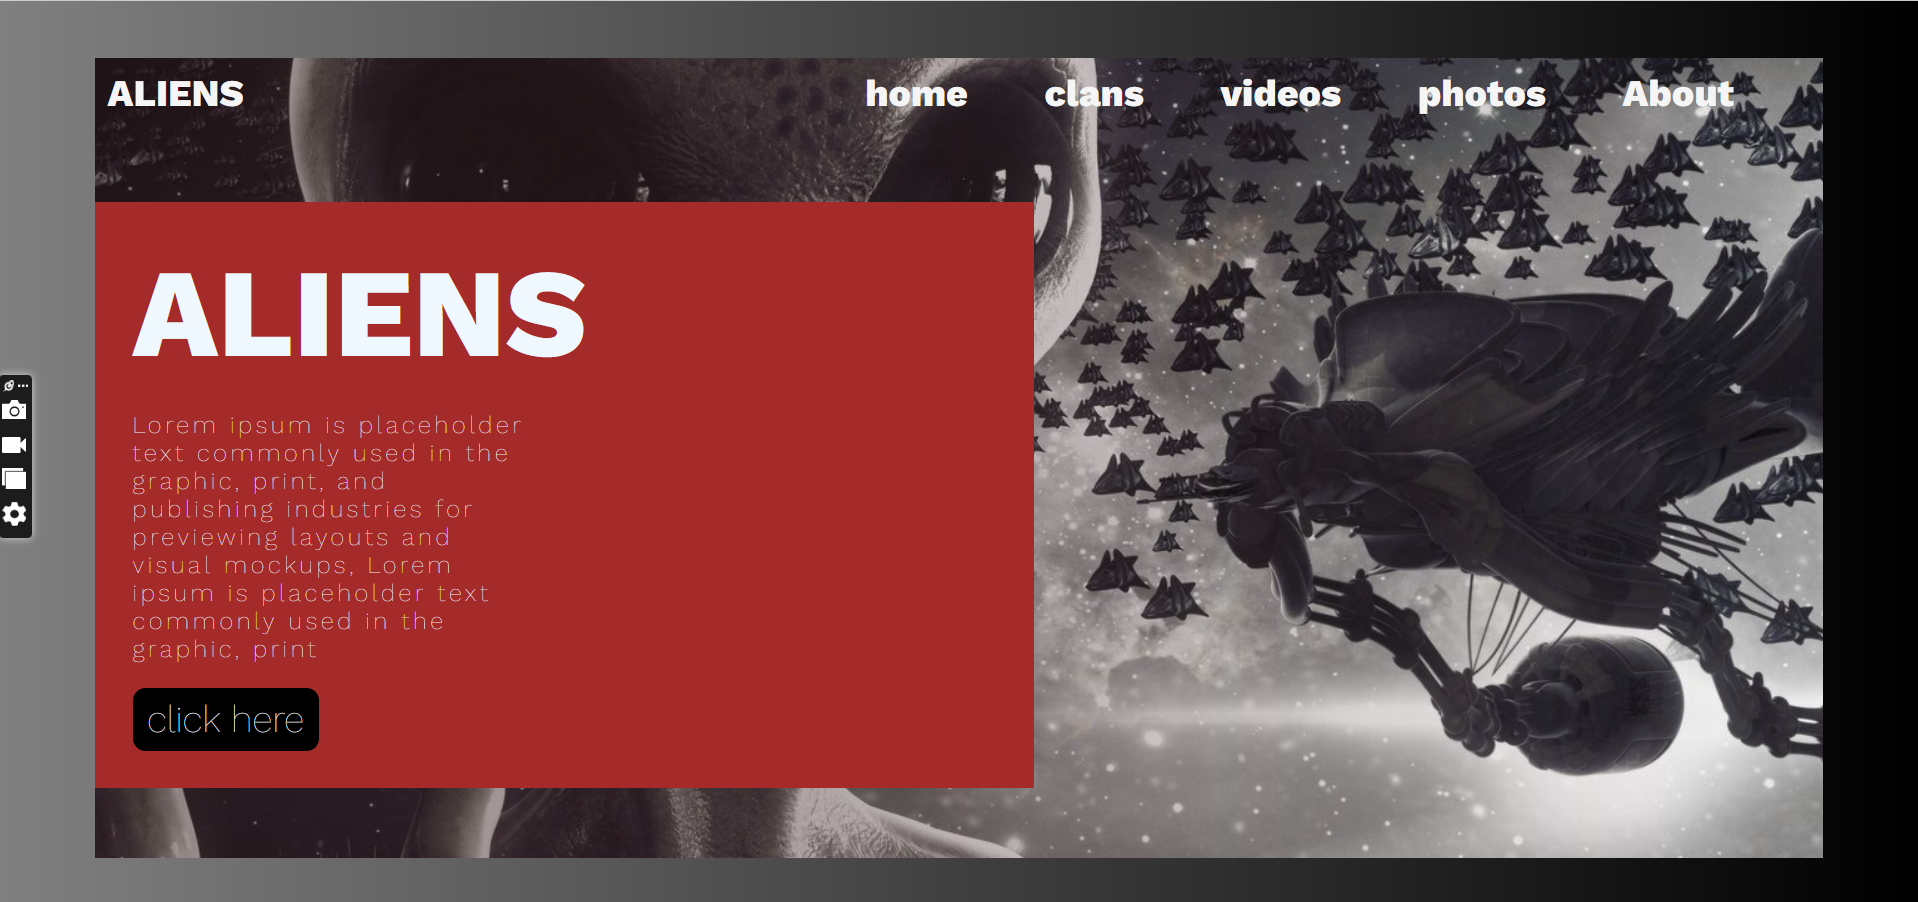 ALIENS
home clans videos photos About
ALIENS
Lorem ipsum is placeholder
text commonly used in the
graphic, print, and
publishing industries for
previewing layouts and
visual mockups, Lorem
ipsum is placeholder text
commonly used in the
graphic, print
click here